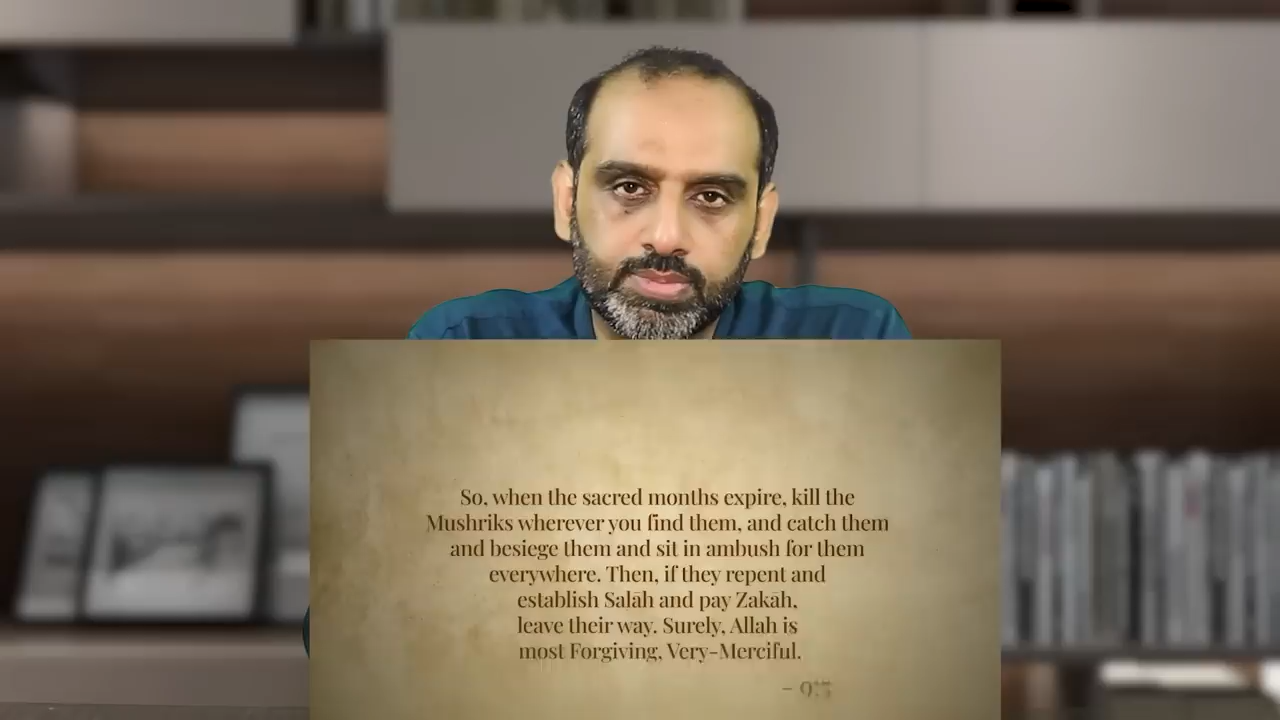 So, when the sacred months expire, kill the
Mushriks wherever you find them, and catch them
and besiege them and sit in ambush for them
everywhere. Then, if they repent and
establish Salāh and pay Zakāh,
leave their way. Surely, Allah is
most Forgiving, Very-Merciful.
- 9:5